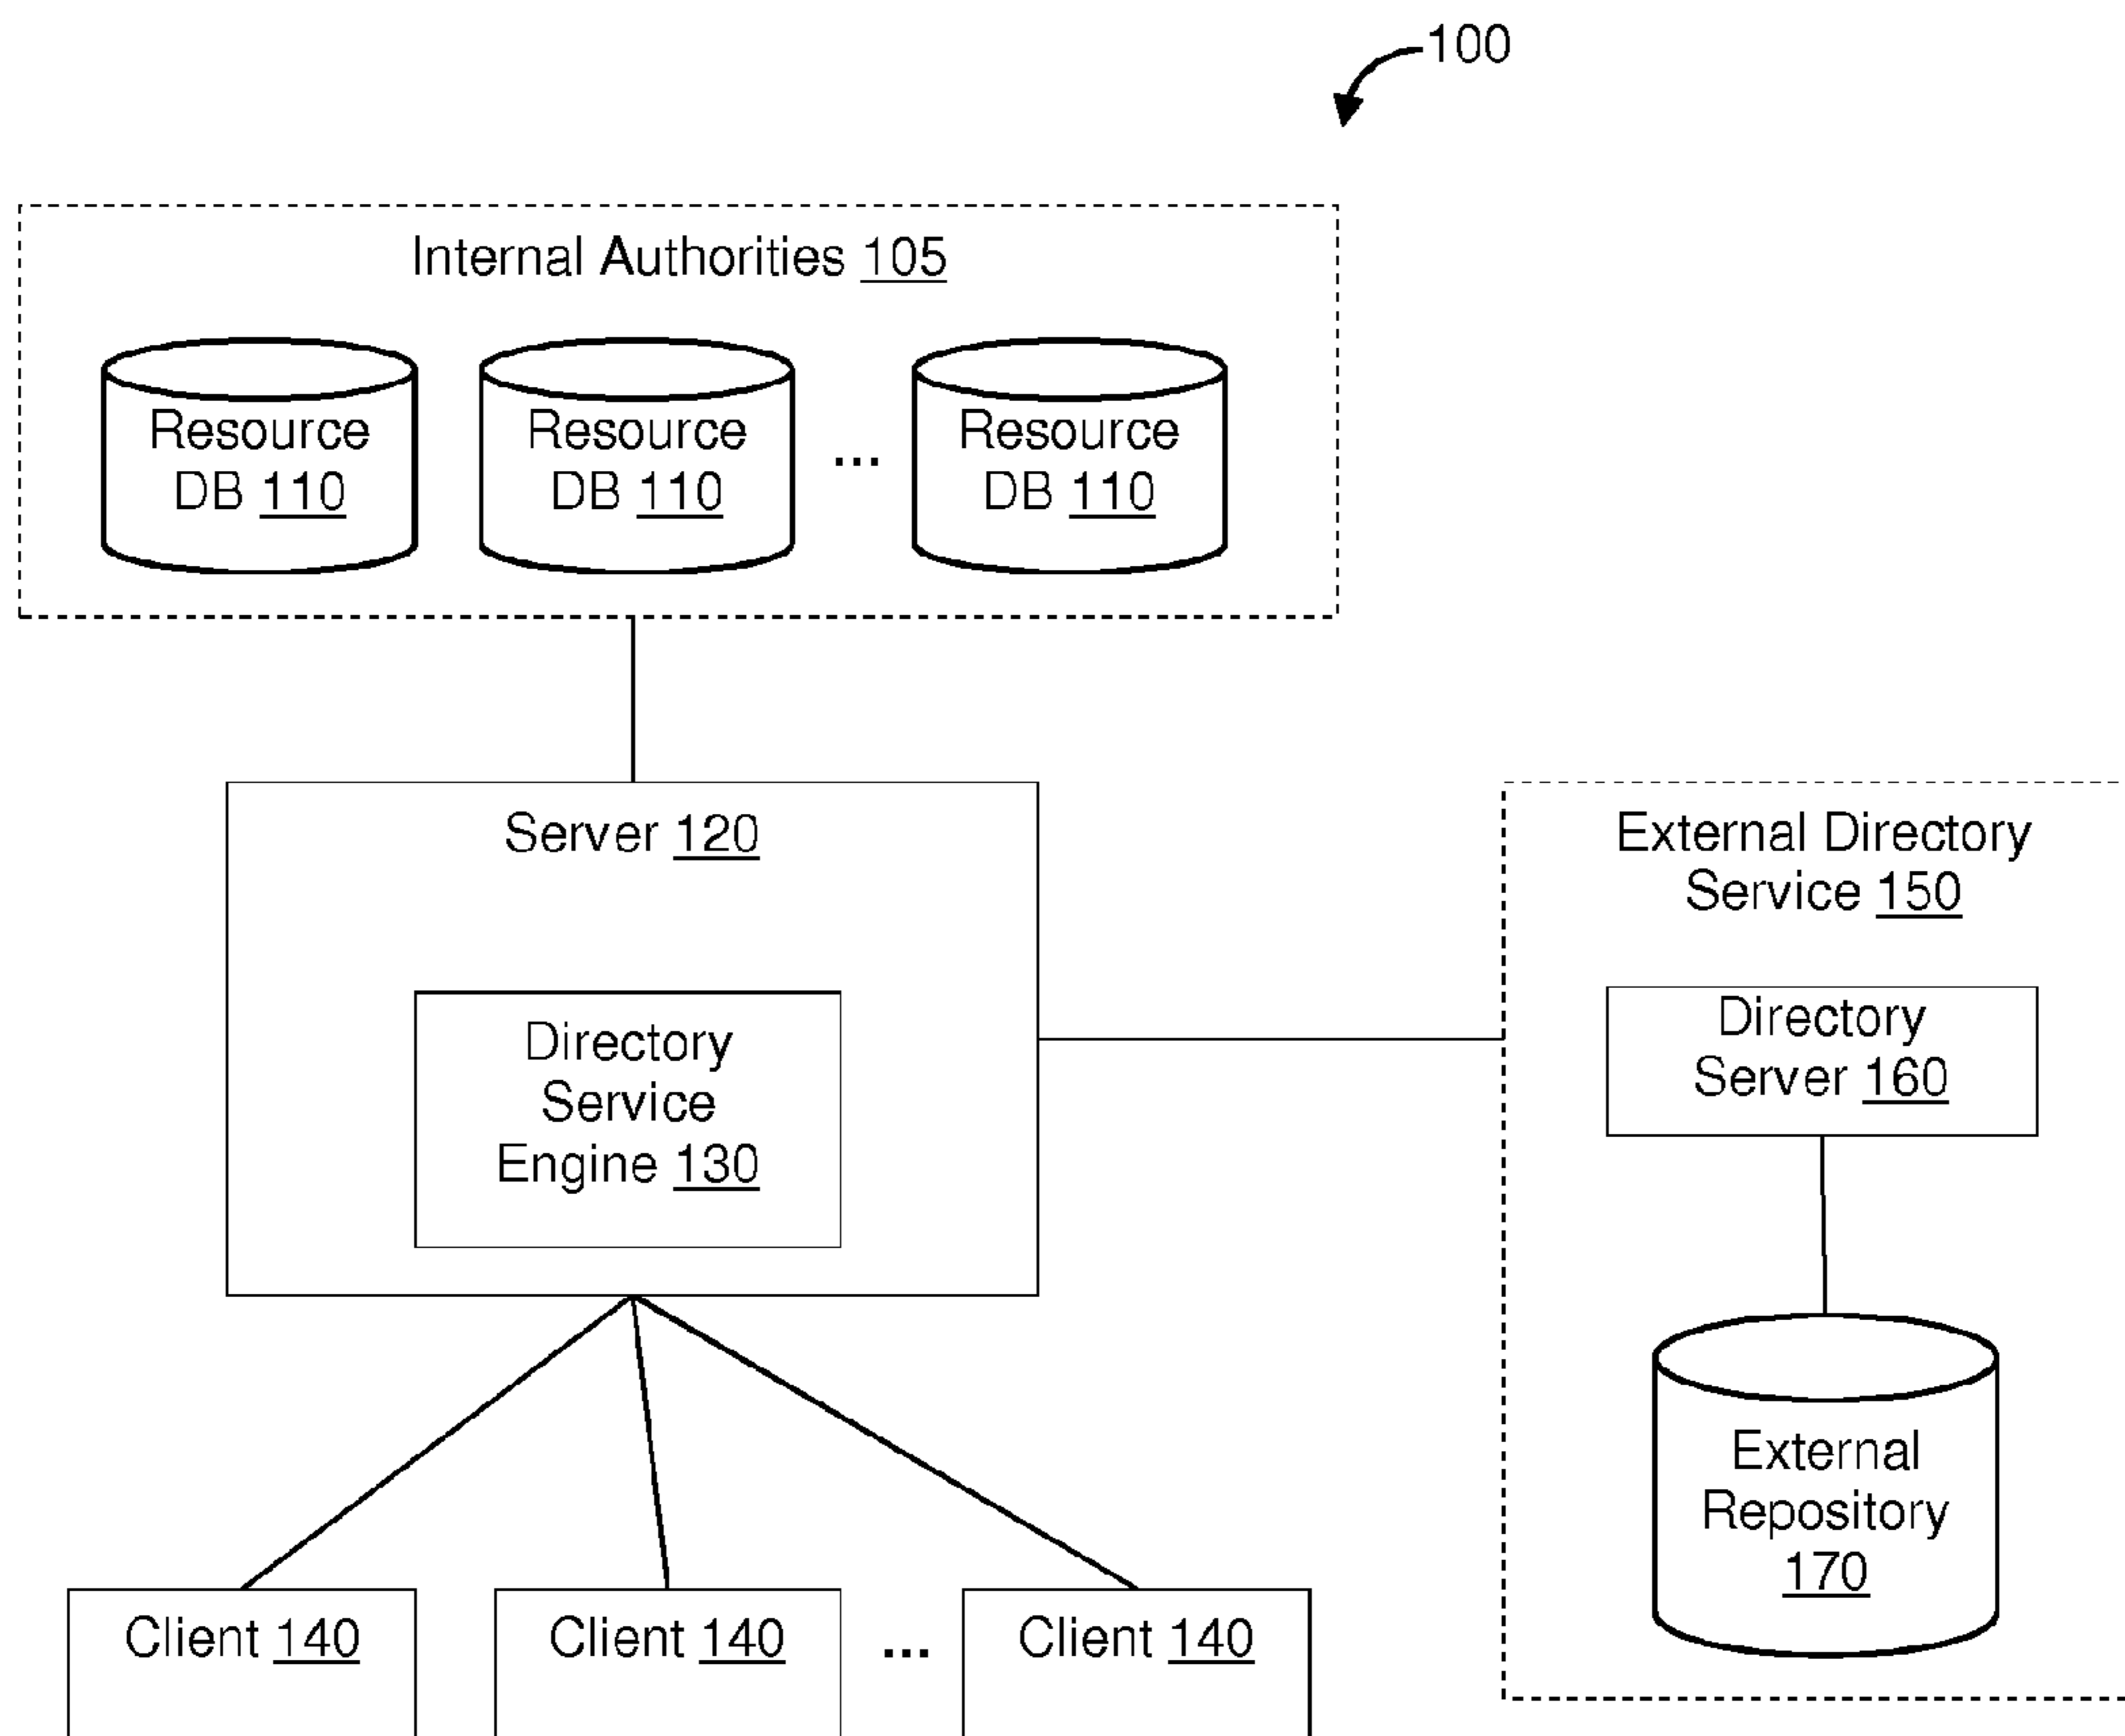 100
Internal Authorities 105
Resource
DB 110
Resource
DB 110
...
Resource
DB 110
Server 120
Directory
Service
Engine 130
External Directory
Service 150
Directory
Server 160
External
Repository
170
Client 140
Client 140
...
Client 140